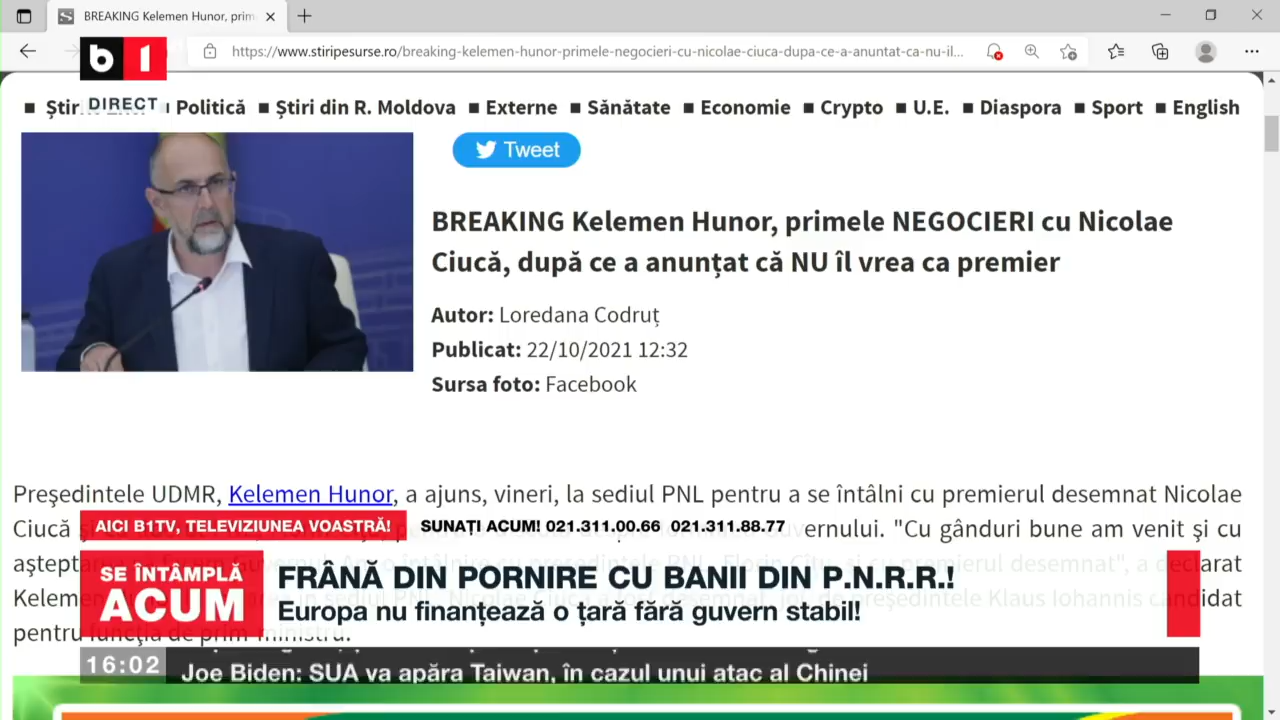 BREAKING Kelemen Hunor, prim
https://www.stiripesurse.ro/breaking-kelemen-hunor-primele-negocieri-cu-nicolae-ciuca-dupa-ce-a-anuntat-ca-nu-il...
b1
DIRECT
Politică Știri din R. Moldova Externe Sănătate Economie Crypto U.E. Diaspora Sport English
Tweet
BREAKING Kelemen Hunor, primele NEGOCIERI cu Nicolae
Ciucă, după ce a anunțat că NU îl vrea ca premier
Autor: Loredana Codruț
Publicat: 22/10/2021 12:32
Sursa foto: Facebook
Președintele UDMR, Kelemen Hunor, a ajuns, vineri, la sediul PNL pentru a se întâlni cu premierul desemnat Nicolae
Ciucă ernului. "Cu gânduri bune am venit și cu
AICI B1TV, TELEVIZIUNEA VOASTRĂ! SUNAȚI ACUM! 021.311.00.66 021.311.88.77
SE ÎNTÂMPLĂ
ACUM
FRÂNĂ DIN PORNIRE CU BANII DIN P.N.R.R.!
Europa nu finanțează o țară fără guvern stabil!
pentru funcția de prim-ministru.
16:02
Joe Biden: SUA va apăra Taiwan, în cazul unui atac al Chinei